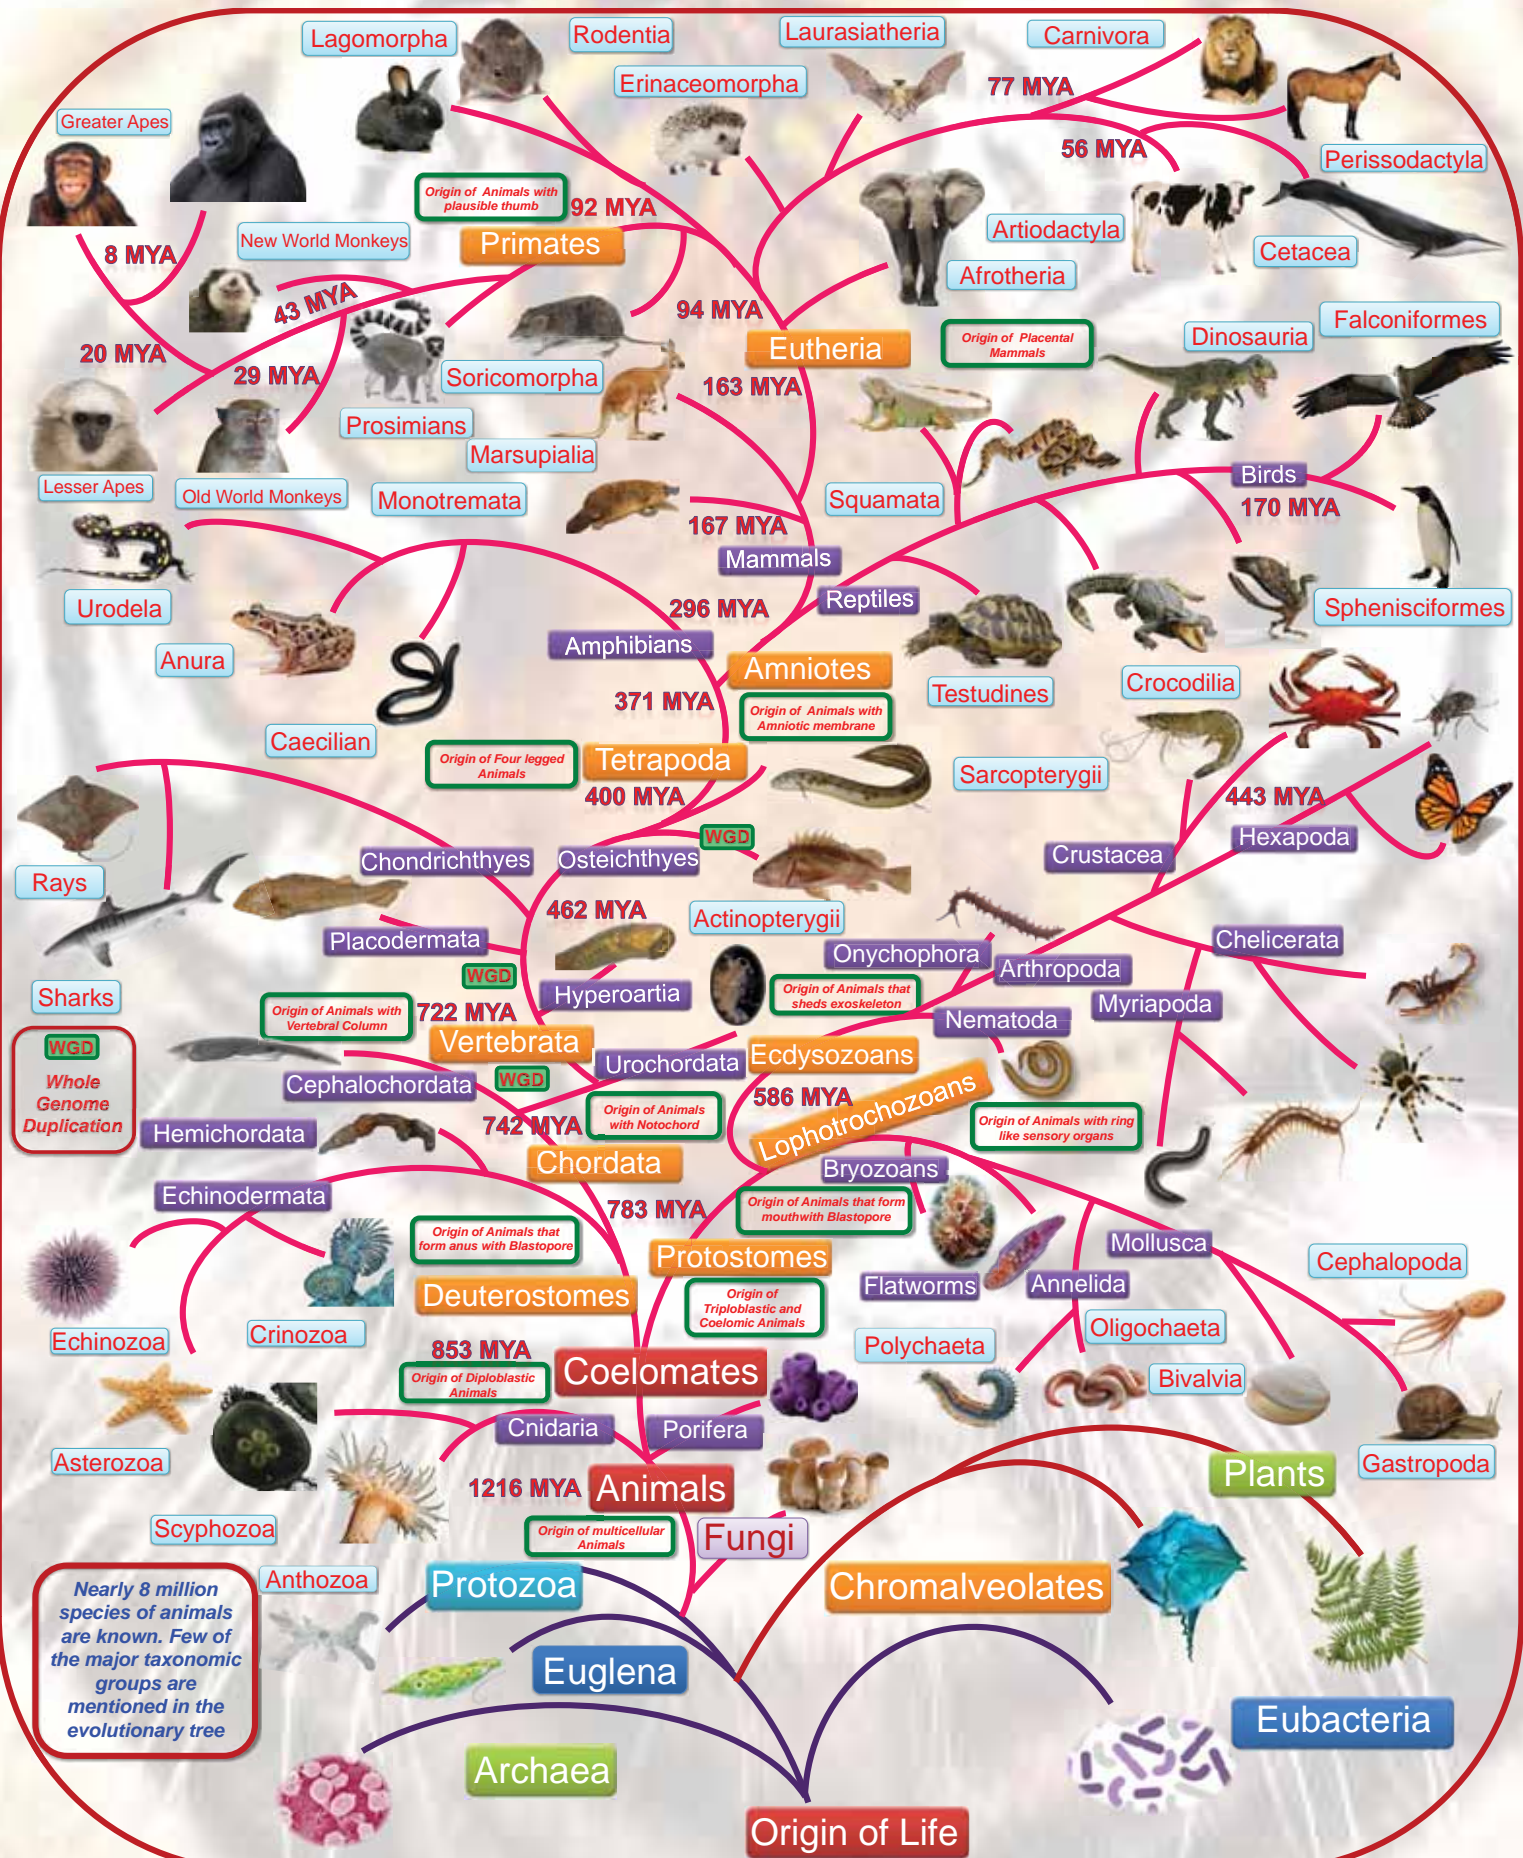 Lagomorpha
Rodentia
Laurasiatheria
Carnivora
Erinaceomorpha
77 MYA
Greater Apes
56 MYA
Perissodactyla
Origin of Animals with
plausible thumb
92 MYA
Primates
New World Monkeys
8 MYA
Artiodactyla
Cetacea
Afrotheria
43 MYA
94 MYA
20 MYA
29 MYA
Eutheria
Origin of Placental
Mammals
Dinosauria
Falconiformes
Soricomorpha
163 MYA
Prosimians
Marsupialia
Lesser Apes
Old World Monkeys
Monotremata
Squamata
Birds
170 MYA
167 MYA
Mammals
Urodela
296 MYA
Reptiles
Sphenisciformes
Anura
Amphibians
Amniotes
Testudines
Crocodilia
371 MYA
Origin of Animals with
Amniotic membrane
Caecilian
Origin of Four legged
Animals
Tetrapoda
Sarcopterygii
400 MYA
443 MYA
WGD
Hexapoda
Chondrichthyes
Osteichthyes
Crustacea
Rays
462 MYA
Actinopterygii
Placodermata
Onychophora
Arthropoda
Chelicerata
WGD
Sharks
Hyperoartia
Origin of Animals that
sheds exoskeleton
Myriapoda
Origin of Animals with
Vertebral Column
722 MYA
Nematoda
Vertebrata
WGD
Whole
Genome
Duplication
Urochordata
Ecdysozoans
Cephalochordata
WGD
586 MYA
Lophotrochozoans
Hemichordata
742 MYA
Origin of Animals
with Notochord
Origin of Animals with ring
like sensory organs
Chordata
Bryozoans
Echinodermata
783 MYA
Origin of Animals that form
mouthwith Blastopore
Origin of Animals that
form anus with Blastopore
Protostomes
Mollusca
Cephalopoda
Deuterostomes
Origin of
Triploblastic and
Coelomic Animals
Flatworms
Annelida
Echinozoa
Crinozoa
853 MYA
Polychaeta
Oligochaeta
Origin of Diploblastic
Animals
Coelomates
Bivalvia
Cnidaria
Porifera
Asterozoa
Gastropoda
1216 MYA
Animals
Plants
Scyphozoa
Origin of multicellular
Animals
Fungi
Anthozoa
Protozoa
Chromalveolates
Nearly 8 million
species of animals
are known. Few of
the major taxonomic
groups are
mentioned in the
evolutionary tree
Euglena
Eubacteria
Archaea
Origin of Life